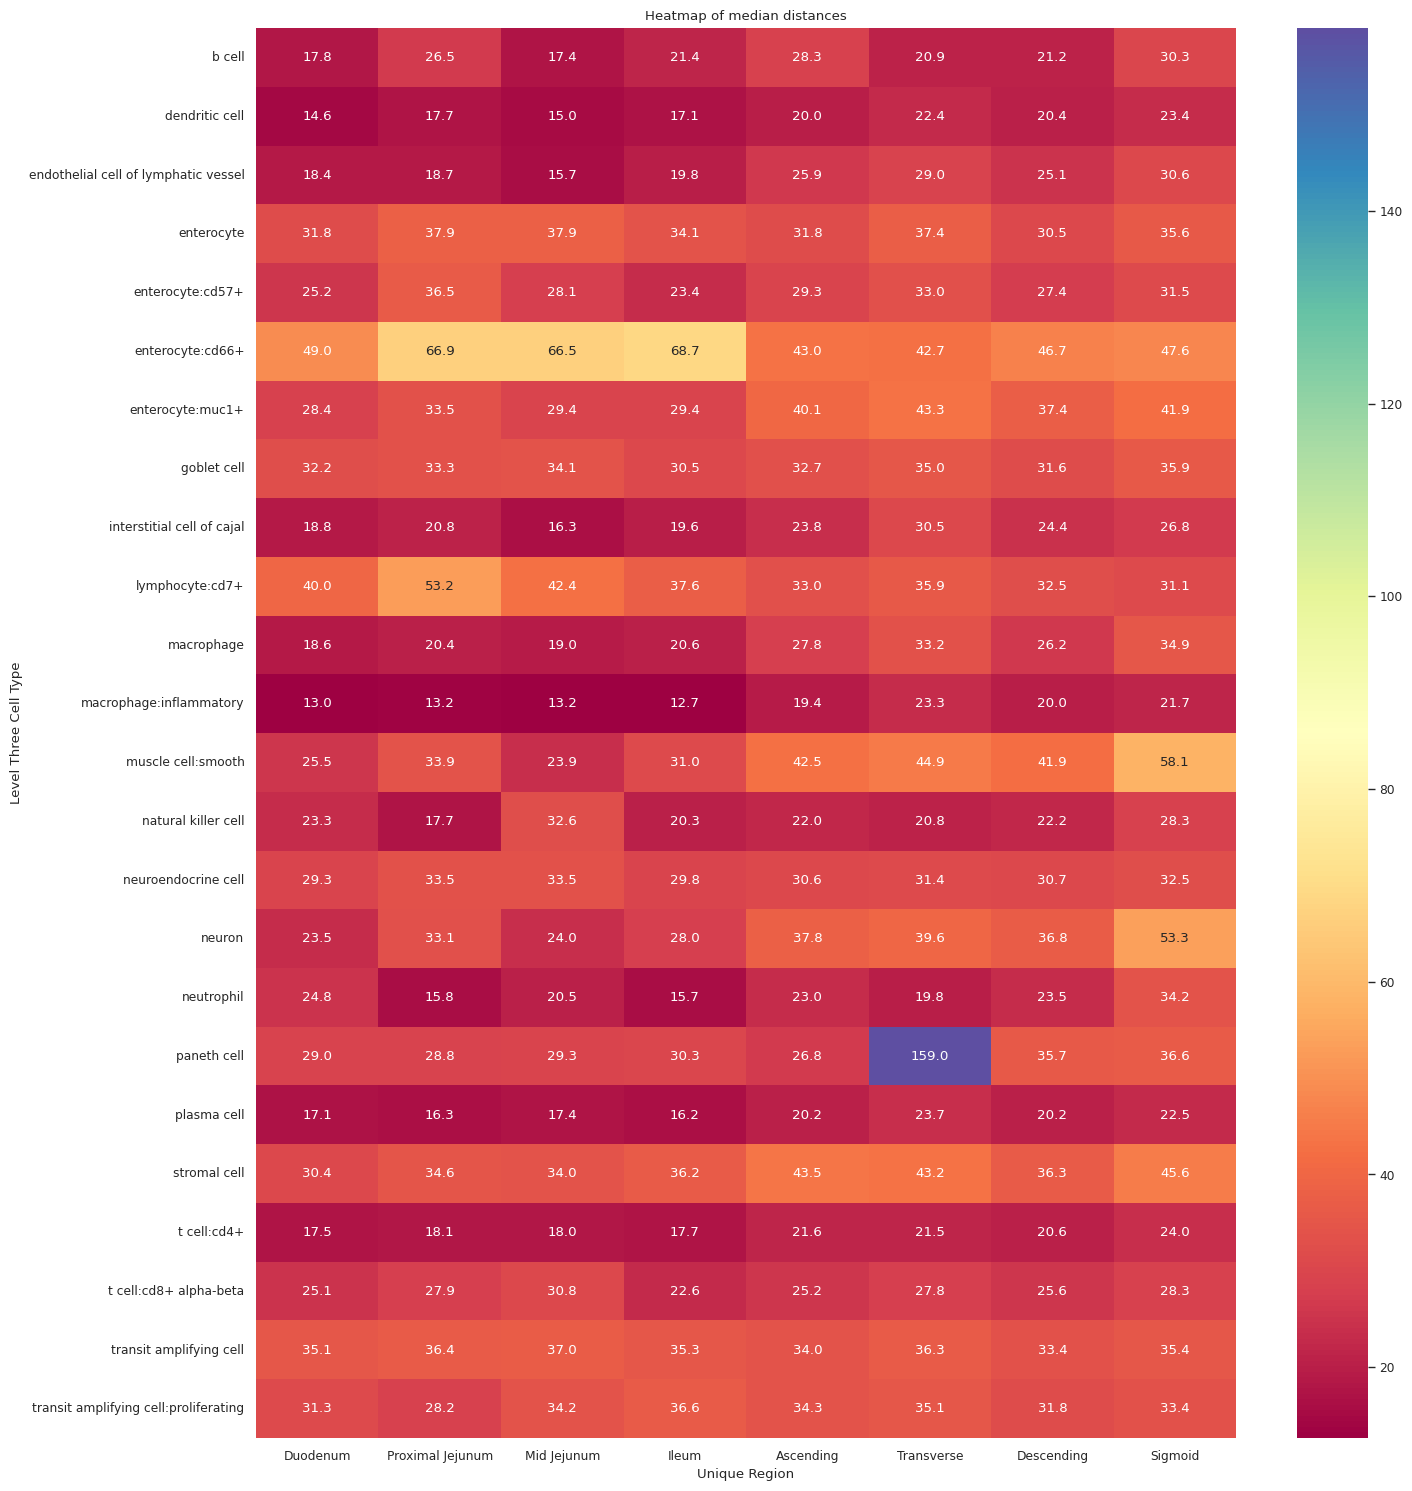 Heatmap of median distances
b cell 17.8 26.5 17.4 21.4 28.3 20.9 21.2 30.3
dendritic cell 14.6 17.7 15.0 17.1 20.0 22.4 20.4 23.4
endothelial cell of lymphatic vessel 18.4 18.7 15.7 19.8 25.9 29.0 25.1 30.6
enterocyte 31.8 37.9 37.9 34.1 31.8 37.4 30.5 35.6
enterocyte:cd57+ 25.2 36.5 28.1 23.4 29.3 33.0 27.4 31.5
enterocyte:cd66+ 49.0 66.9 66.5 68.7 43.0 42.7 46.7 47.6
enterocyte:muc1+ 28.4 33.5 29.4 29.4 40.1 43.3 37.4 41.9
goblet cell 32.2 33.3 34.1 30.5 32.7 35.0 31.6 35.9
interstitial cell of cajal 18.8 20.8 16.3 19.6 23.8 30.5 24.4 26.8
lymphocyte:cd7+ 40.0 53.2 42.4 37.6 33.0 35.9 32.5 31.1
macrophage 18.6 20.4 19.0 20.6 27.8 33.2 26.2 34.9
macrophage:inflammatory 13.0 13.2 13.2 12.7 19.4 23.3 20.0 21.7
muscle cell:smooth 25.5 33.9 23.9 31.0 42.5 44.9 41.9 58.1
natural killer cell 23.3 17.7 32.6 20.3 22.0 20.8 22.2 28.3
neuroendocrine cell 29.3 33.5 33.5 29.8 30.6 31.4 30.7 32.5
neuron 23.5 33.1 24.0 28.0 37.8 39.6 36.8 53.3
neutrophil 24.8 15.8 20.5 15.7 23.0 19.8 23.5 34.2
paneth cell 29.0 28.8 29.3 30.3 26.8 159.0 35.7 36.6
plasma cell 17.1 16.3 17.4 16.2 20.2 23.7 20.2 22.5
stromal cell 30.4 34.6 34.0 36.2 43.5 43.2 36.3 45.6
t cell:cd4+ 17.5 18.1 18.0 17.7 21.6 21.5 20.6 24.0
t cell:cd8+ alpha-beta 25.1 27.9 30.8 22.6 25.2 27.8 25.6 28.3
transit amplifying cell 35.1 36.4 37.0 35.3 34.0 36.3 33.4 35.4
transit amplifying cell:proliferating 31.3 28.2 34.2 36.6 34.3 35.1 31.8 33.4
Duodenum Proximal Jejunum Mid Jejunum Ileum Ascending Transverse Descending Sigmoid
Unique Region
Level Three Cell Type
140
120
100
80
60
40
20